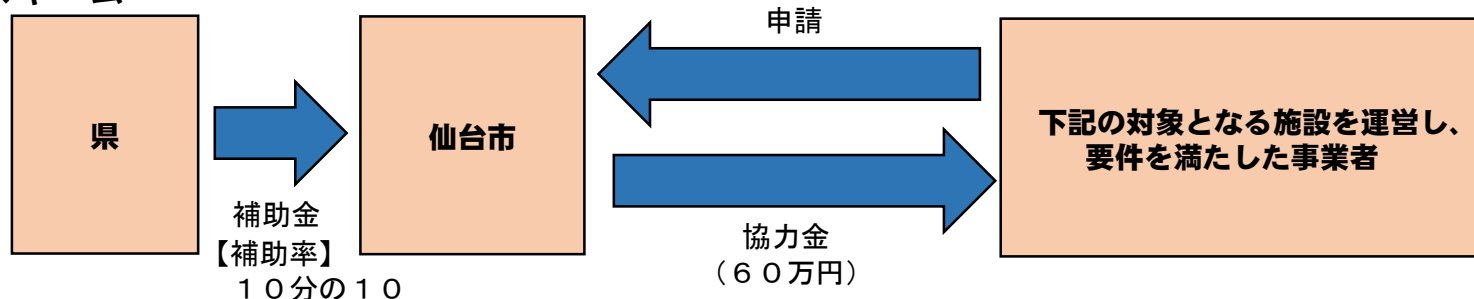 県
補助金
【補助率】
１０分の１０
仙台市
申請
協力金
（６０万円）
下記の対象となる施設を運営し、
要件を満たした事業者